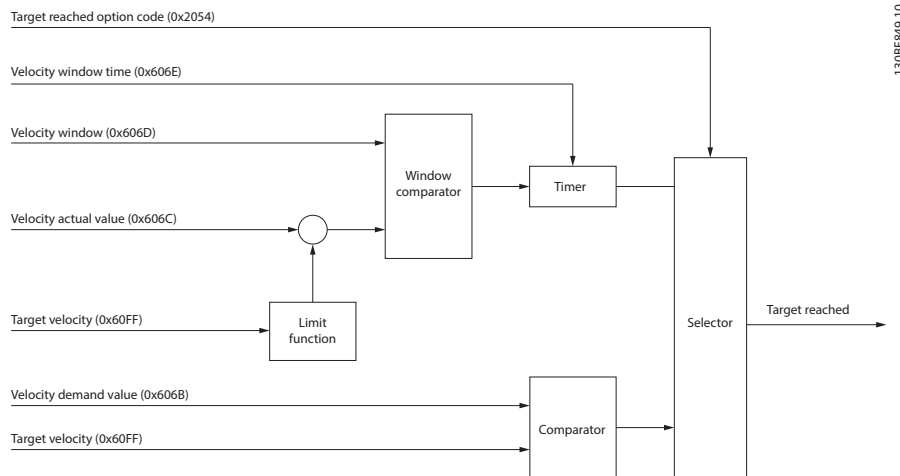 Target reached option code (0x2054)
130BE849.10
Velocity window time (0x606E)
Velocity window (0x606D)
Window
comparator
Timer
Velocity actual value (0x606C)
Target velocity (0x60FF)
Limit
function
Selector
Target reached
Velocity demand value (0x606B)
Comparator
Target velocity (0x60FF)